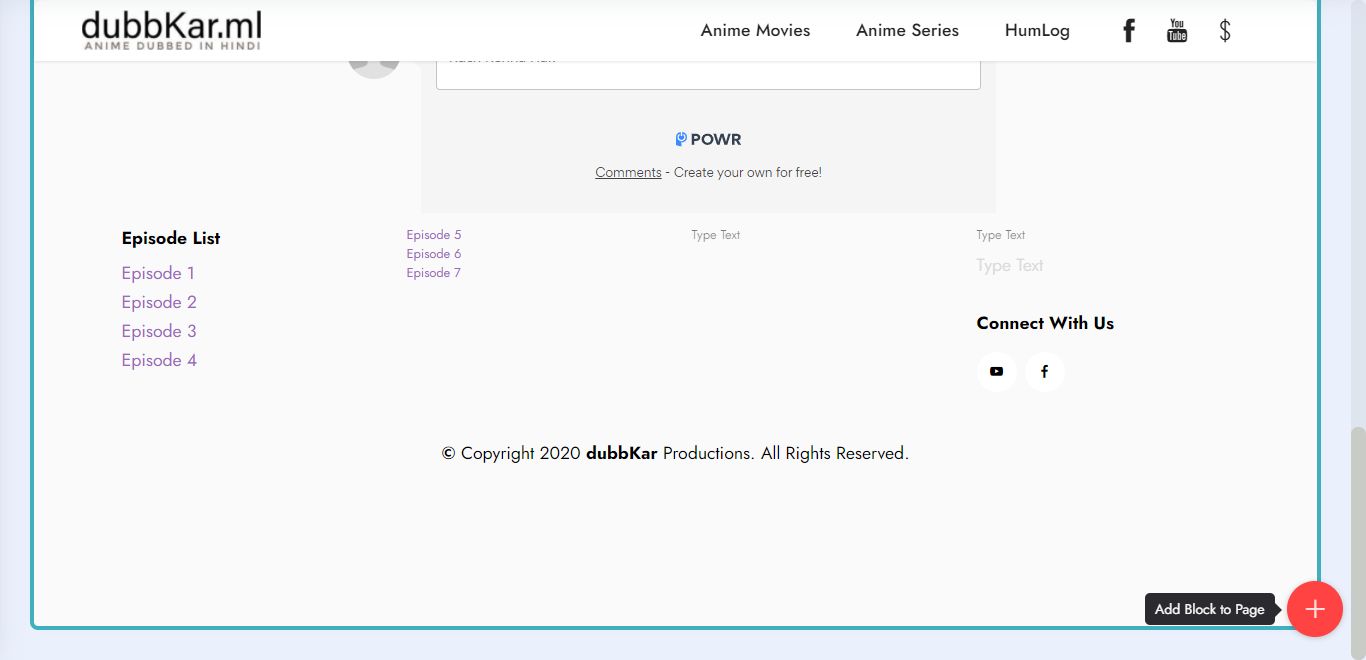 dubbKar.ml
ANIME DUBBED IN HINDI
Anime Movies
Anime Series
HumLog
You
Tube
$
POWR
Comments - Create your own for free!
Episode List
Episode 1
Episode 2
Episode 3
Episode 4
Episode 5
Episode 6
Episode 7
Type Text
Type Text
Type Text
Connect With Us
© Copyright 2020 dubbKar Productions. All Rights Reserved.
Add Block to Page